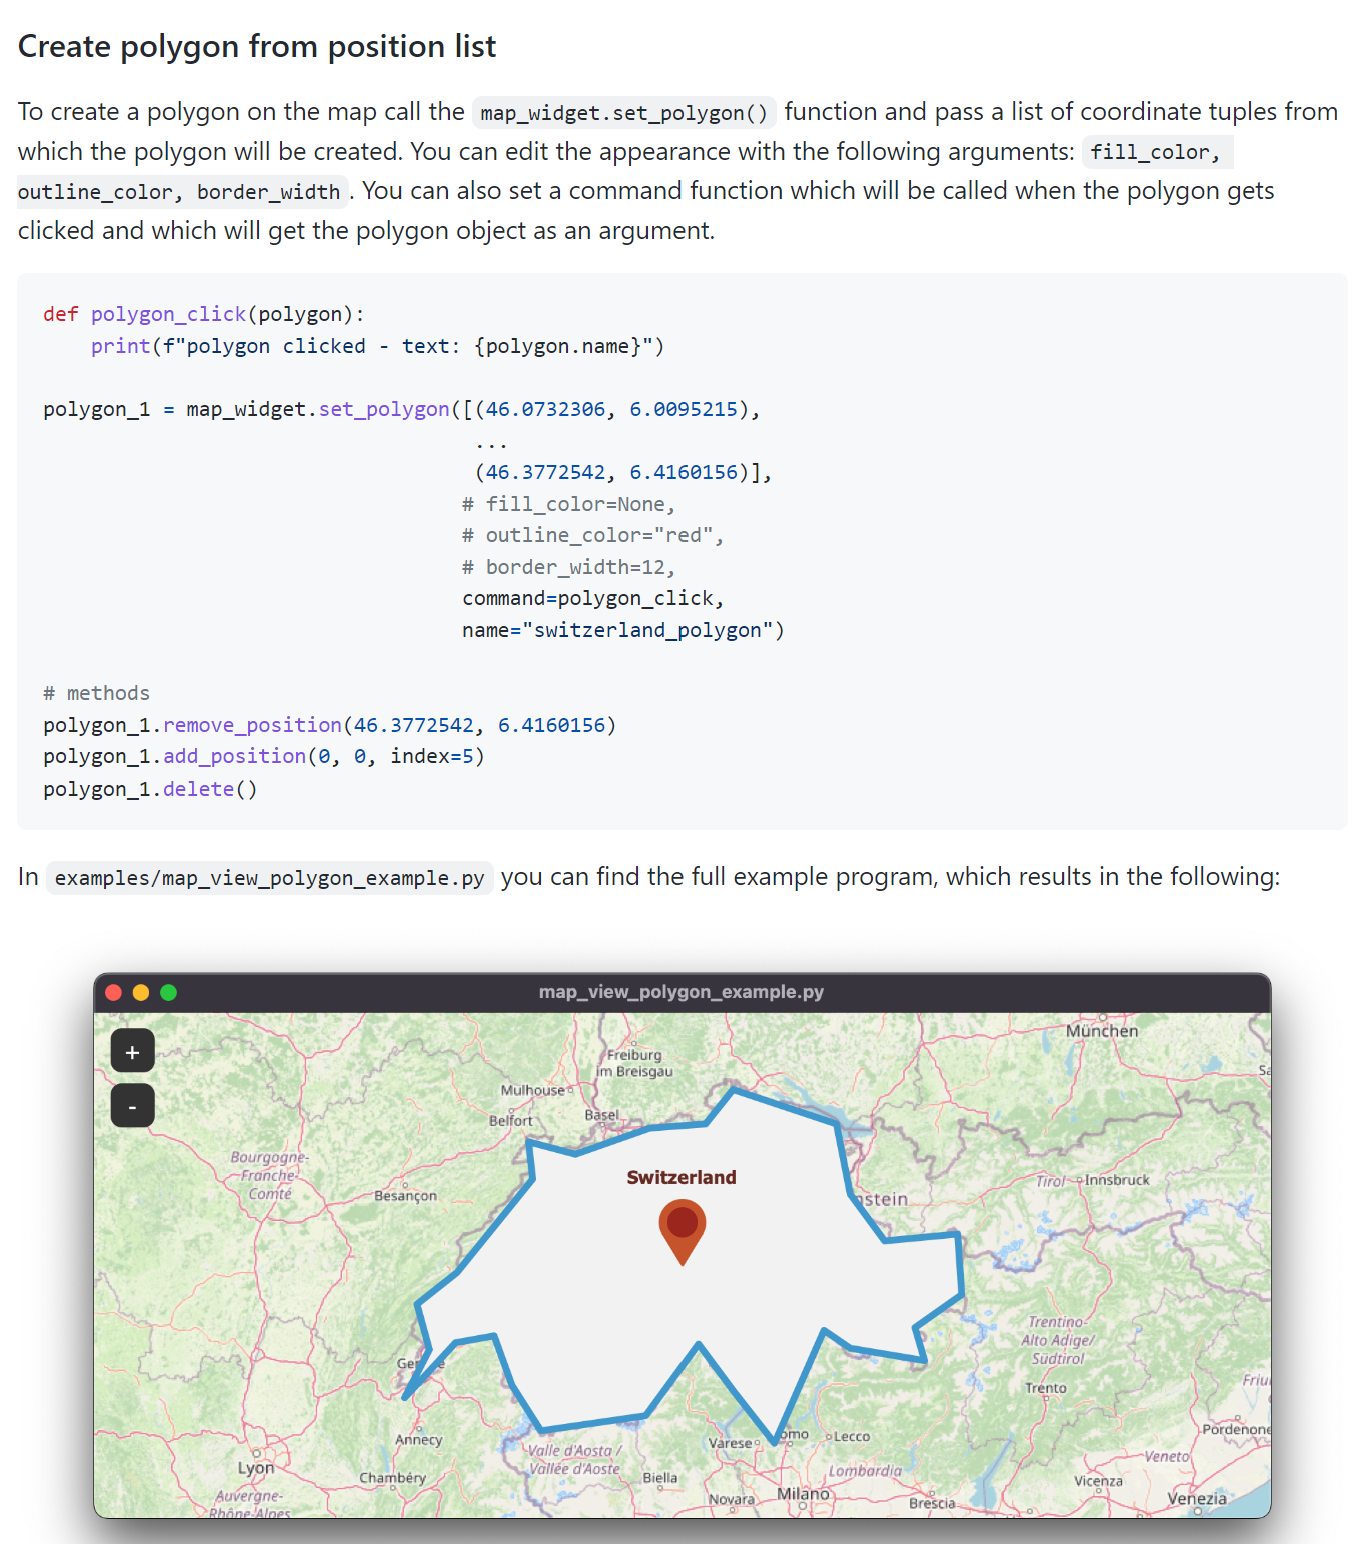 Create polygon from position list
To create a polygon on the map call the map_widget.set_polygon() function and pass a list of coordinate tuples from
which the polygon will be created. You can edit the appearance with the following arguments: fill_color,
outline_color, border_width. You can also set a command function which will be called when the polygon gets
clicked and which will get the polygon object as an argument.
def polygon_click(polygon):
    print(f"polygon clicked - text: {polygon.name}")
polygon_1 = map_widget.set_polygon([(46.0732306, 6.0095215),
                                    ...
                                    (46.3772542, 6.4160156)],
                                   # fill_color=None,
                                   # outline_color="red",
                                   # border_width=12,
                                   command=polygon_click,
                                   name="switzerland_polygon")
# methods
polygon_1.remove_position(46.3772542, 6.4160156)
polygon_1.add_position(0, 0, index=5)
polygon_1.delete()
In examples/map_view_polygon_example.py you can find the full example program, which results in the following:
map_view_polygon_example.py
+
-
München
Freiburg
im Breisgau
Mulhouse
Belfort
Basel
Bourgogne-
Franche-
Comté
Besançon
Switzerland
nstein
Tirol
Innsbruck
Trentino-
Alto Adige/
Südtirol
Trento
Annecy
Lyon
Chambéry
Auvergne-
Rhône-Alpes
Valle d'Aosta /
Vallée d'Aoste
Biella
Varese
omo
Lecco
Novara
Milano
Lombardia
Brescia
Veneto
Vicenza
Venezia
Pordenone
Friu